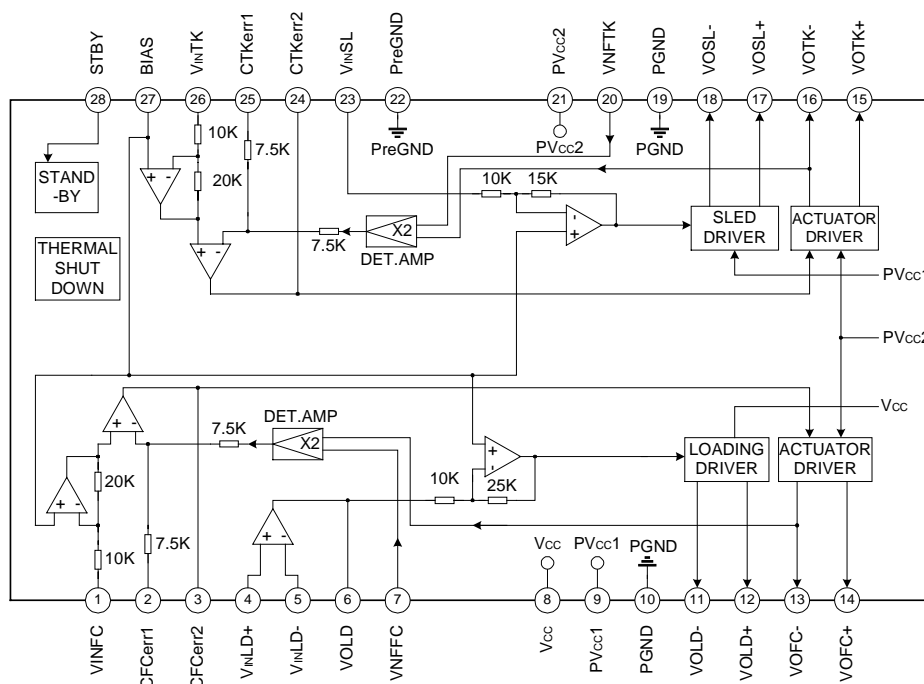 STBY
BIAS
VINTK
CTKerr1
CTKerr2
VINSL
PreGND
PVCC2
VNFTK
PGND
VOSL-
VOSL+
VOTK-
VOTK+
28
27
26
25
24
23
22
21
20
19
18
17
16
15
10K
7.5K
PreGND
PVCC2
PGND
STAND
-BY
+ -
20K
10K
15K
+ -
7.5K
X2
DET.AMP
-
+
SLED
DRIVER
ACTUATOR
DRIVER
THERMAL
SHUT
DOWN
PVCC1
PVCC2
VCC
+ -
7.5K
DET.AMP
X2
+
-
LOADING
DRIVER
ACTUATOR
DRIVER
20K
10K
25K
+ -
+ -
10K
7.5K
VCC
PVCC1
PGND
1
2
3
4
5
6
7
8
9
10
11
12
13
14
VINFC
CFCerr1
CFCerr2
VINLD+
VINLD-
VOLD
VNFFC
VCC
PVCC1
PGND
VOLD-
VOLD+
VOFC-
VOFC+